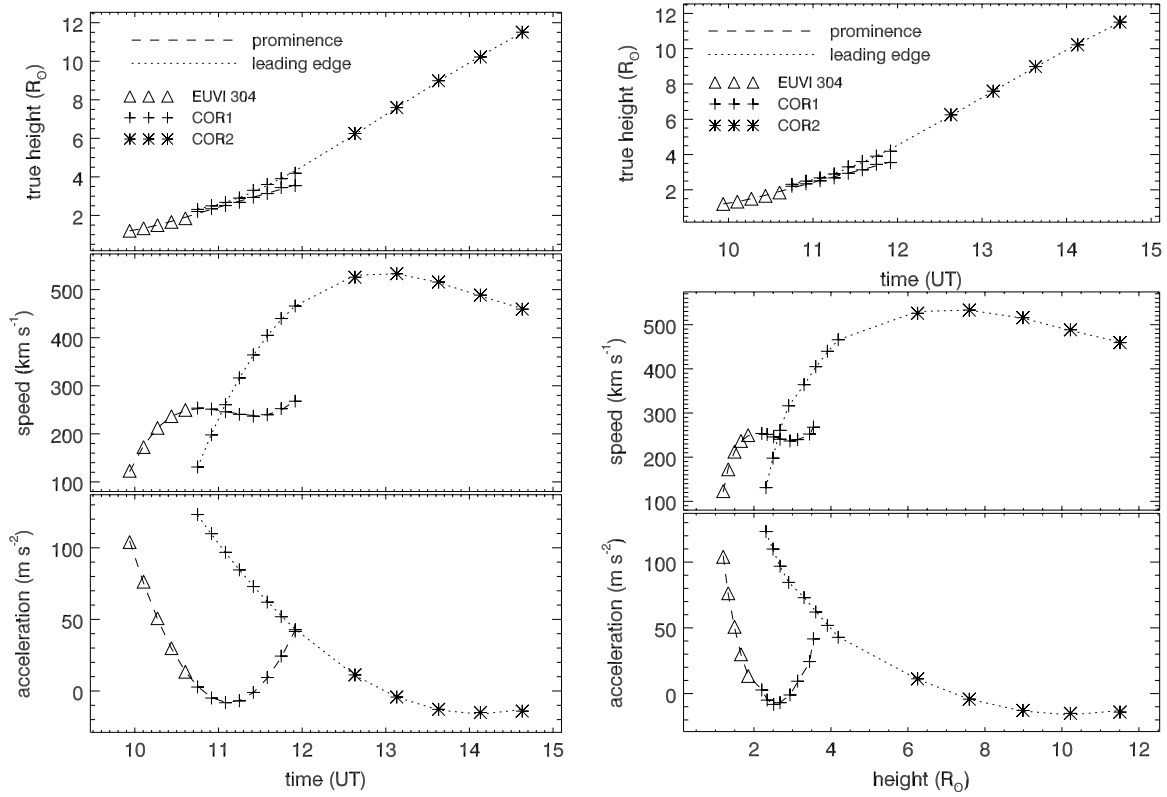 12
10
8
6
4
2
true height (R⊙)
prominence
leading edge
EUVI 304
COR1
COR2
500
400
300
200
100
speed (km s⁻¹)
100
50
0
acceleration (m s⁻²)
10 11 12 13 14 15
time (UT)
12
10
8
6
4
2
true height (R⊙)
prominence
leading edge
EUVI 304
COR1
COR2
10 11 12 13 14 15
time (UT)
500
400
300
200
100
speed (km s⁻¹)
100
50
0
acceleration (m s⁻²)
2 4 6 8 10 12
height (R⊙)